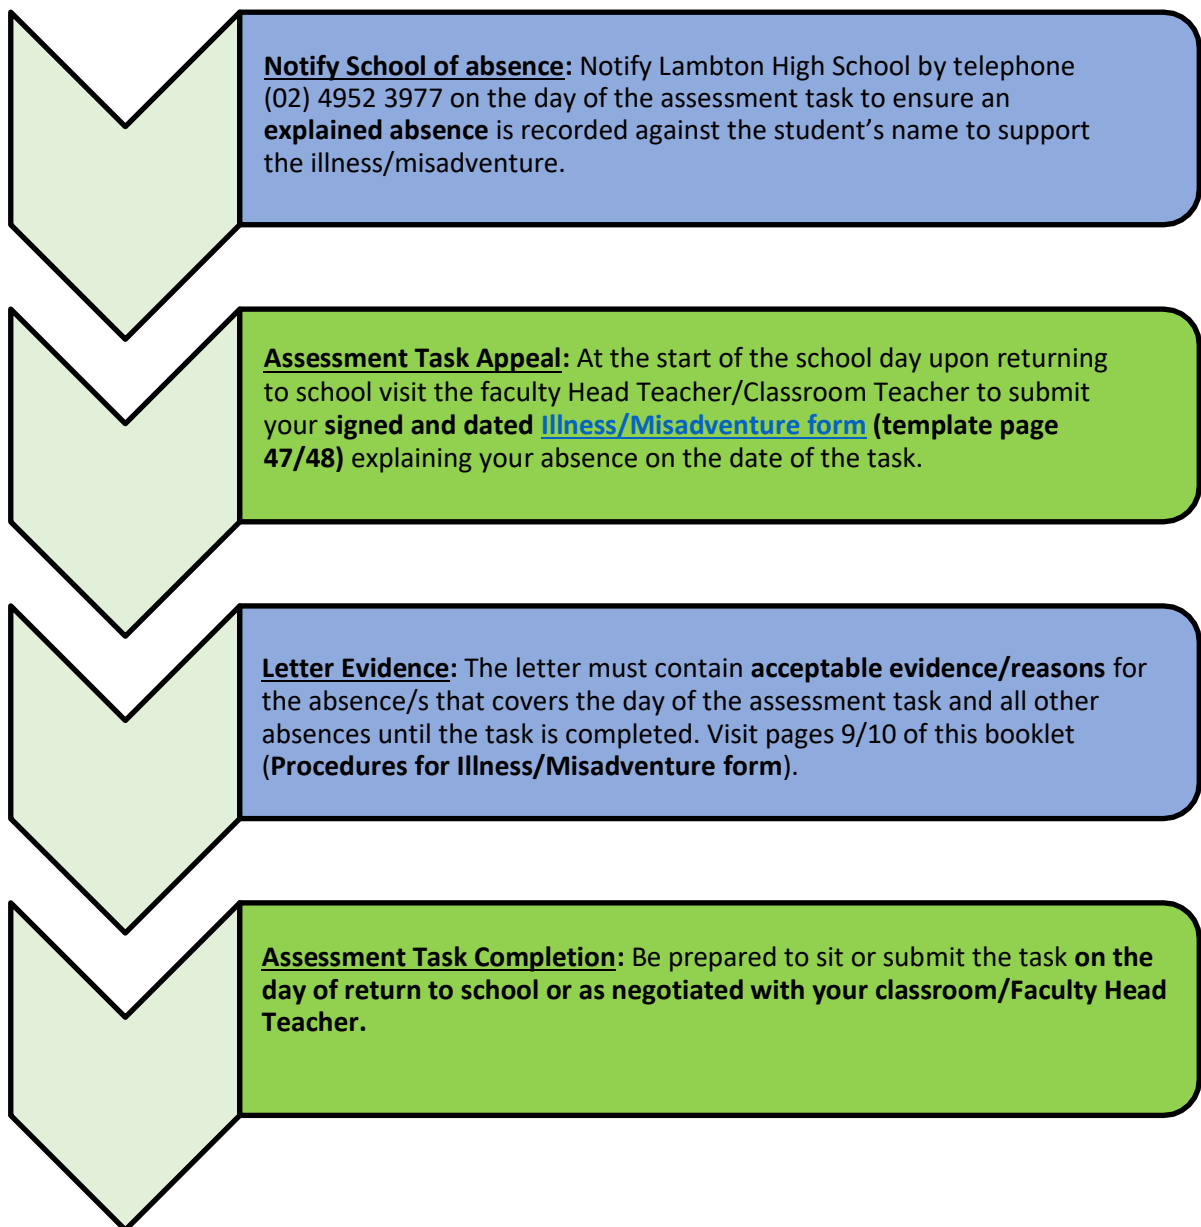 Notify School of absence: Notify Lambton High School by telephone
(02) 4952 3977 on the day of the assessment task to ensure an
explained absence is recorded against the student’s name to support
the illness/misadventure.
Assessment Task Appeal: At the start of the school day upon returning
to school visit the faculty Head Teacher/Classroom Teacher to submit
your signed and dated Illness/Misadventure form (template page
47/48) explaining your absence on the date of the task.
Letter Evidence: The letter must contain acceptable evidence/reasons for
the absence/s that covers the day of the assessment task and all other
absences until the task is completed. Visit pages 9/10 of this booklet
(Procedures for Illness/Misadventure form).
Assessment Task Completion: Be prepared to sit or submit the task on the
day of return to school or as negotiated with your classroom/Faculty Head
Teacher.